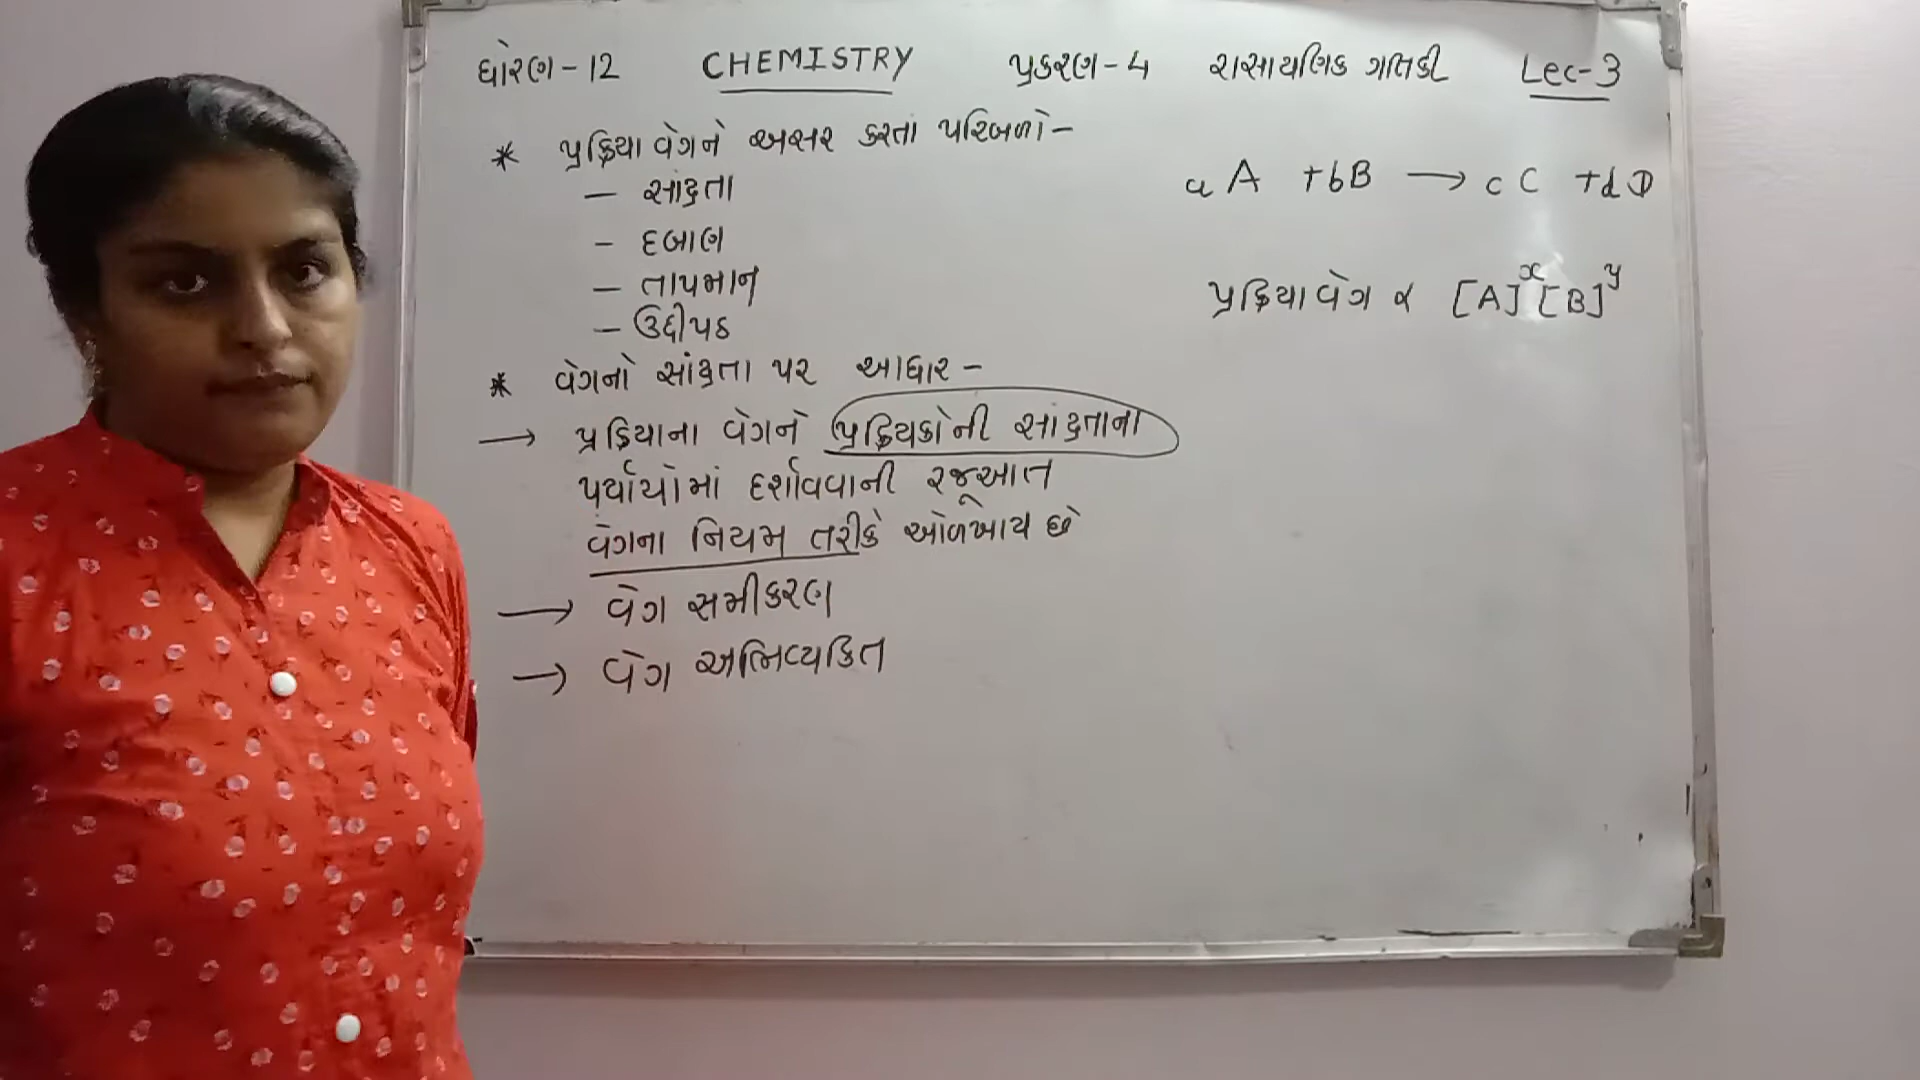 ધોરણ - 12 CHEMISTRY પ્રકરણ - 4 રાસાયણિક ગતિકી Lec-3
* પ્રક્રિયા વેગને અસર કરતા પરિબળો -
— સાંદ્રતા
- દબાણ
— તાપમાન
— ઉદ્દીપક
* વેગનો સાંદ્રતા પર આધાર -
→ પ્રક્રિયાના વેગને પ્રક્રિયકોની સાંદ્રતાના
પર્યાયોમાં દર્શાવવાની રજૂઆત
વેગના નિયમ તરીકે ઓળખાય છે
→ વેગ સમીકરણ
→ વેગ અભિવ્યકિત
aA + bB → cC + dD
પ્રક્રિયા વેગ ∝ [A]^x [B]^y